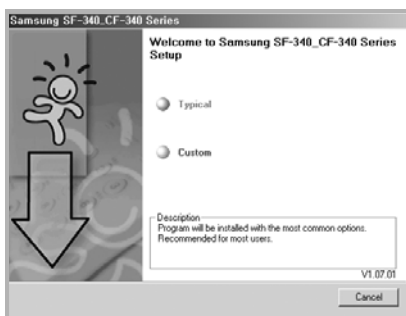 Samsung SF-340_CF-340 Series
Welcome to Samsung SF-340_CF-340 Series
Setup
Typical
Custom
Description
Program will be installed with the most common options.
Recommended for most users.
V1.07.01
Cancel